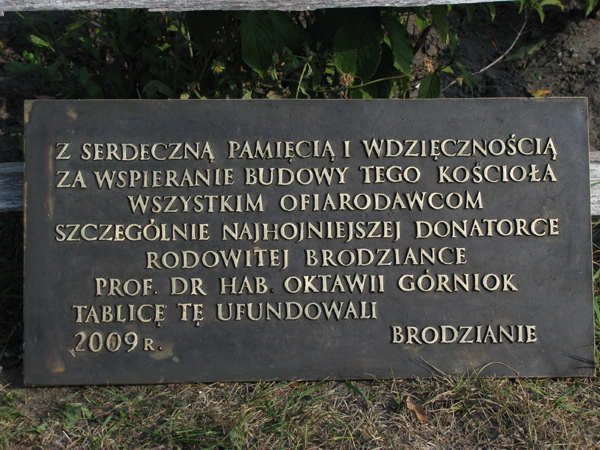 Z SERDECZNĄ PAMIĘCIĄ I WDZIĘCZNOŚCIĄ
ZA WSPIERANIE BUDOWY TEGO KOŚCIOŁA
WSZYSTKIM OFIARODAWCOM
SZCZEGÓLNIE NAJHOJNIEJSZEJ DONATORCE
RODOWITEJ BRODZIANCE
PROF. DR HAB. OKTAWII GÓRNIOK
TABLICĘ TĘ UFUNDOWALI
2009 R. BRODZIANIE